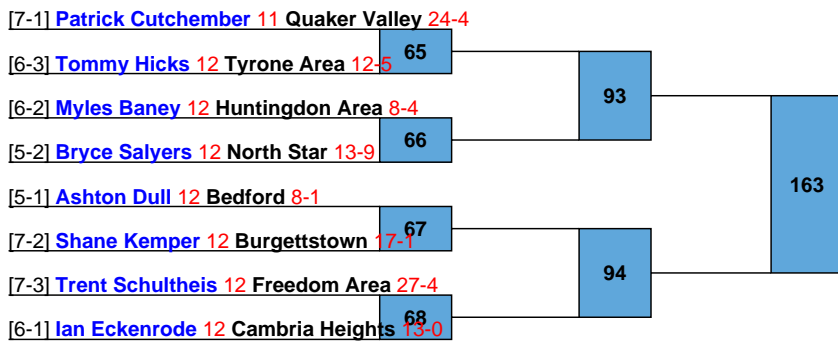 [7-1] Patrick Cutchember 11 Quaker Valley 24-4
65
[6-3] Tommy Hicks 12 Tyrone Area 12-5
93
[6-2] Myles Baney 12 Huntingdon Area 8-4
66
[5-2] Bryce Salyers 12 North Star 13-9
163
[5-1] Ashton Dull 12 Bedford 8-1
67
[7-2] Shane Kemper 12 Burgettstown 17-1
94
[7-3] Trent Schultheis 12 Freedom Area 27-4
68
[6-1] Ian Eckenrode 12 Cambria Heights 13-0